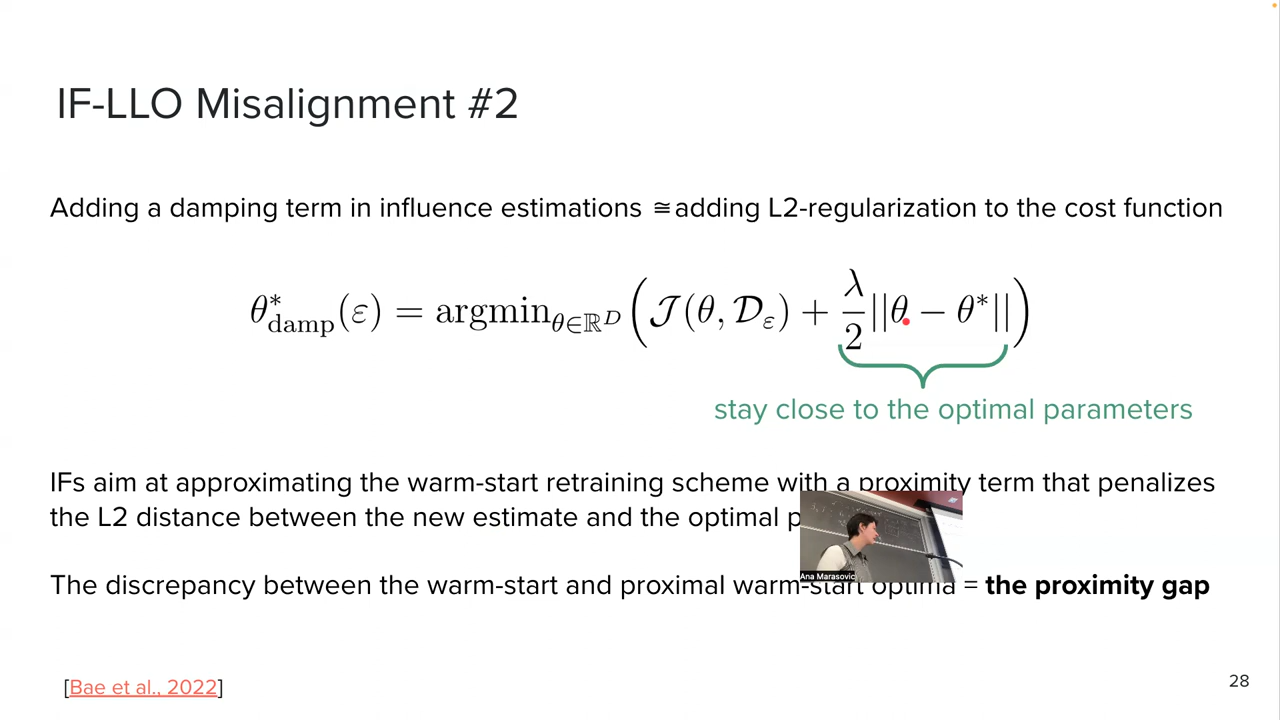 IF-LLO Misalignment #2
Adding a damping term in influence estimations ≅ adding L2-regularization to the cost function
θ*damp(ε) = argminθ∈ℝD ( 𝒥(θ, 𝒟ε) + λ/2 ||θ − θ*|| )
stay close to the optimal parameters
IFs aim at approximating the warm-start retraining scheme with a proximity term that penalizes
the L2 distance between the new estimate and the optimal
Ana Marasovic
The discrepancy between the warm-start and proximal warm-start optima = the proximity gap
[Bae et al., 2022]
28